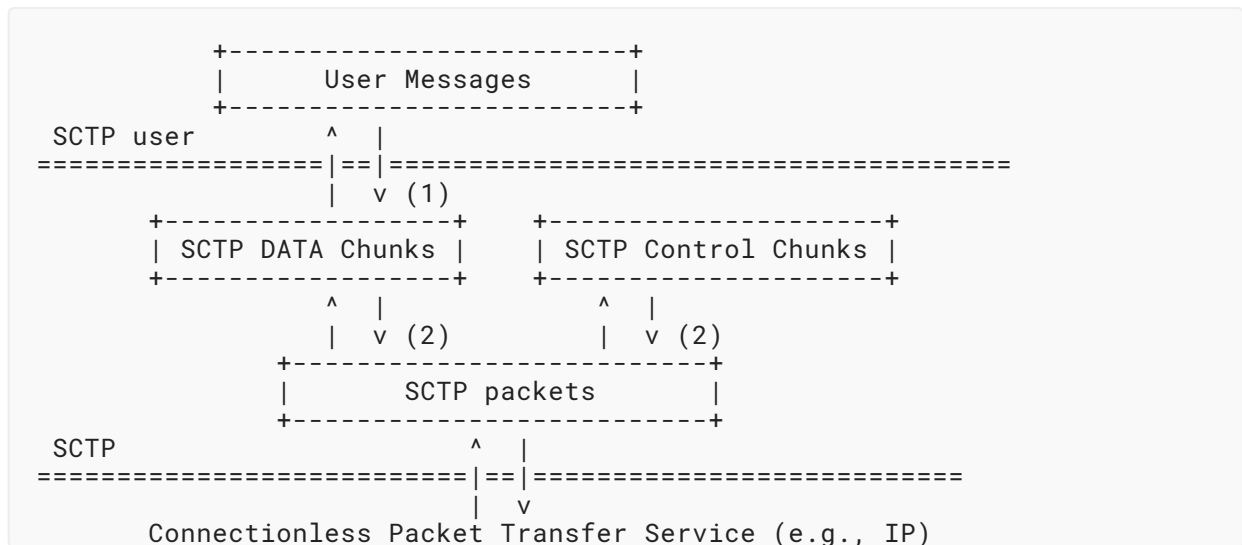 +-------------------------+
|      User Messages      |
+-------------------------+
SCTP user        ^  |
==================|==|=======================================
|  v (1)
+------------------+    +---------------------+
| SCTP DATA Chunks |    | SCTP Control Chunks |
+------------------+    +---------------------+
^  |             ^  |
|  v (2)         |  v (2)
+--------------------------+
|       SCTP packets       |
+--------------------------+
SCTP                      ^  |
===========================|==|===========================
|  v
Connectionless Packet Transfer Service (e.g., IP)